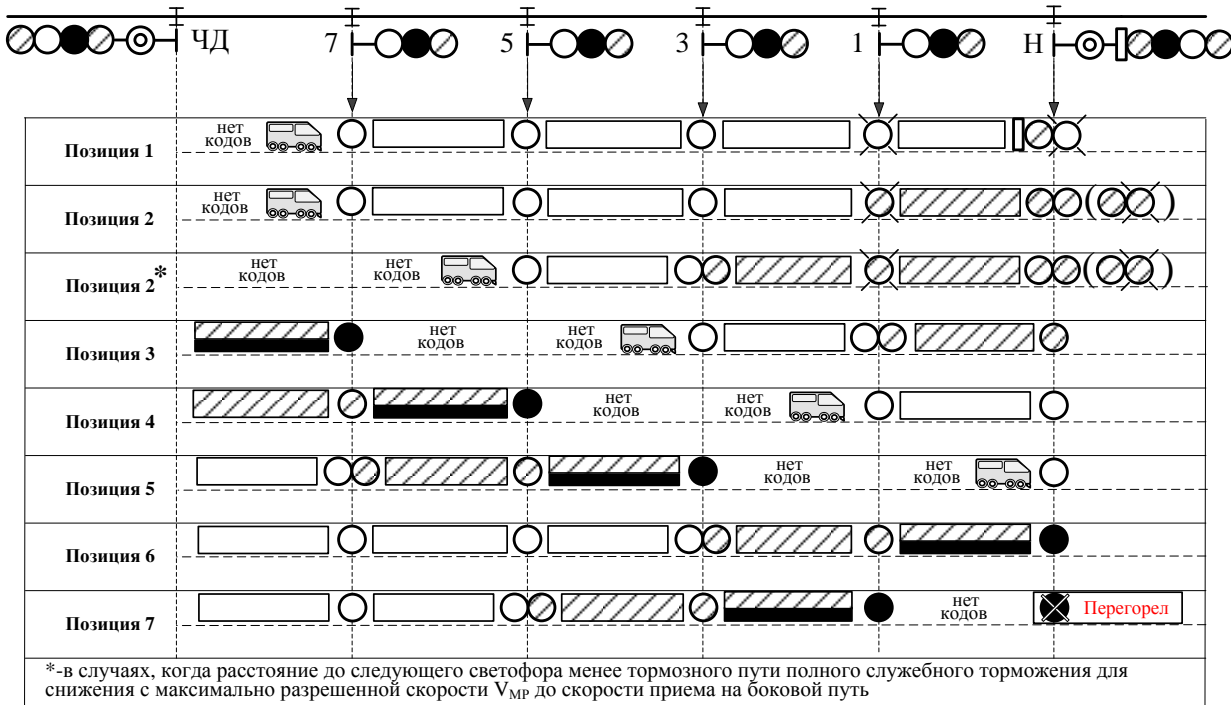 ЧД 7 5 3 1 Н
Позиция 1
нет
кодов
Позиция 2
нет
кодов
( )
Позиция 2*
нет
кодов
нет
кодов
( )
Позиция 3
нет
кодов
нет
кодов
Позиция 4
нет
кодов
нет
кодов
Позиция 5
нет
кодов
нет
кодов
Позиция 6
Позиция 7
нет
кодов
Перегорел
*-в случаях, когда расстояние до следующего светофора менее тормозного пути полного служебного торможения для
снижения с максимально разрешенной скорости VМР до скорости приема на боковой путь